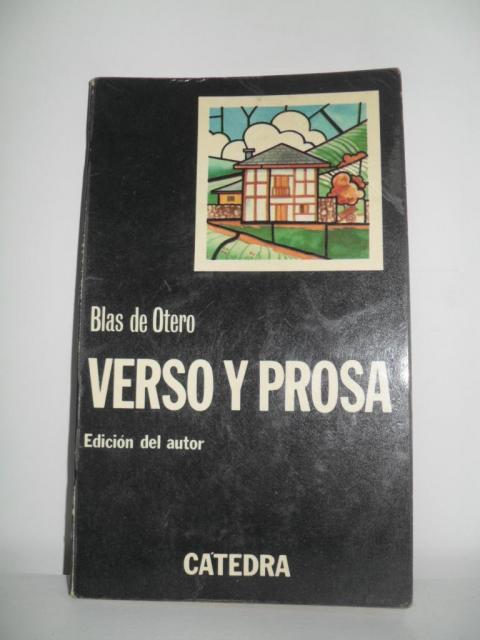 Blas de Otero
VERSO Y PROSA
Edición del autor
CÁTEDRA